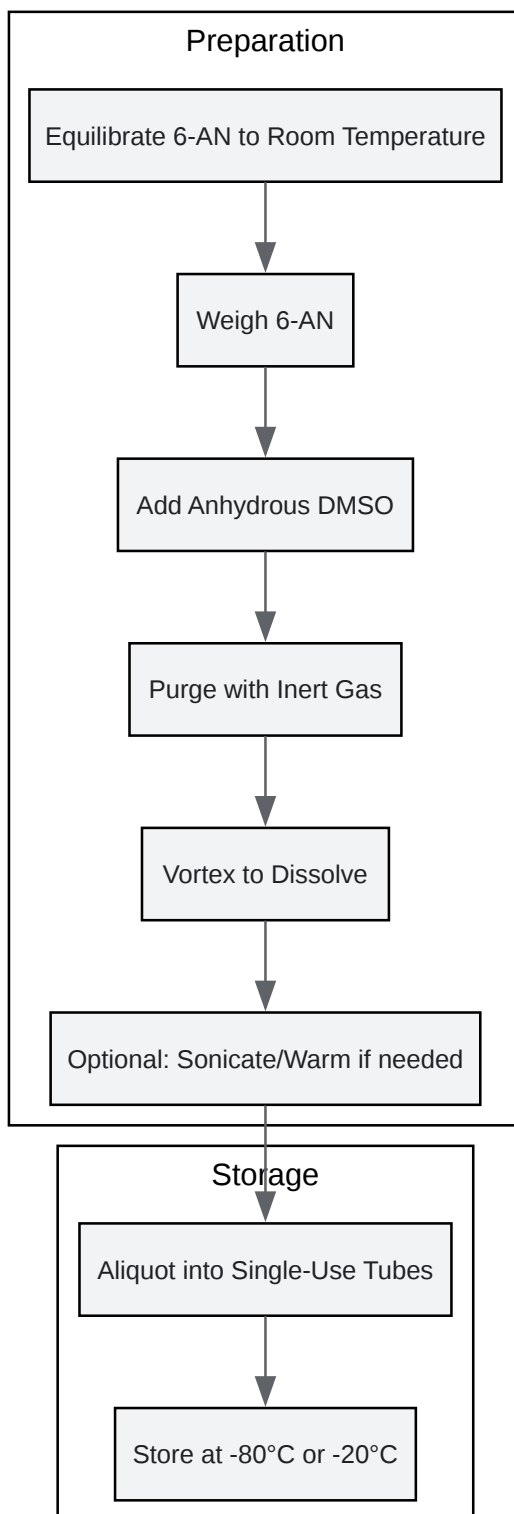 Preparation
Equilibrate 6-AN to Room Temperature
Weigh 6-AN
Add Anhydrous DMSO
Purge with Inert Gas
Vortex to Dissolve
Optional: Sonicate/Warm if needed
Storage
Aliquot into Single-Use Tubes
Store at -80°C or -20°C